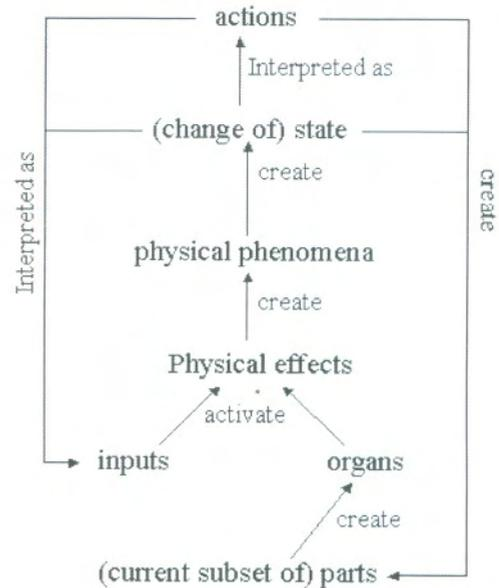 actions
Interpreted as
(change of) state
create
Interpreted as
create
physical phenomena
create
Physical effects
activate
inputs
organs
create
(current subset of) parts